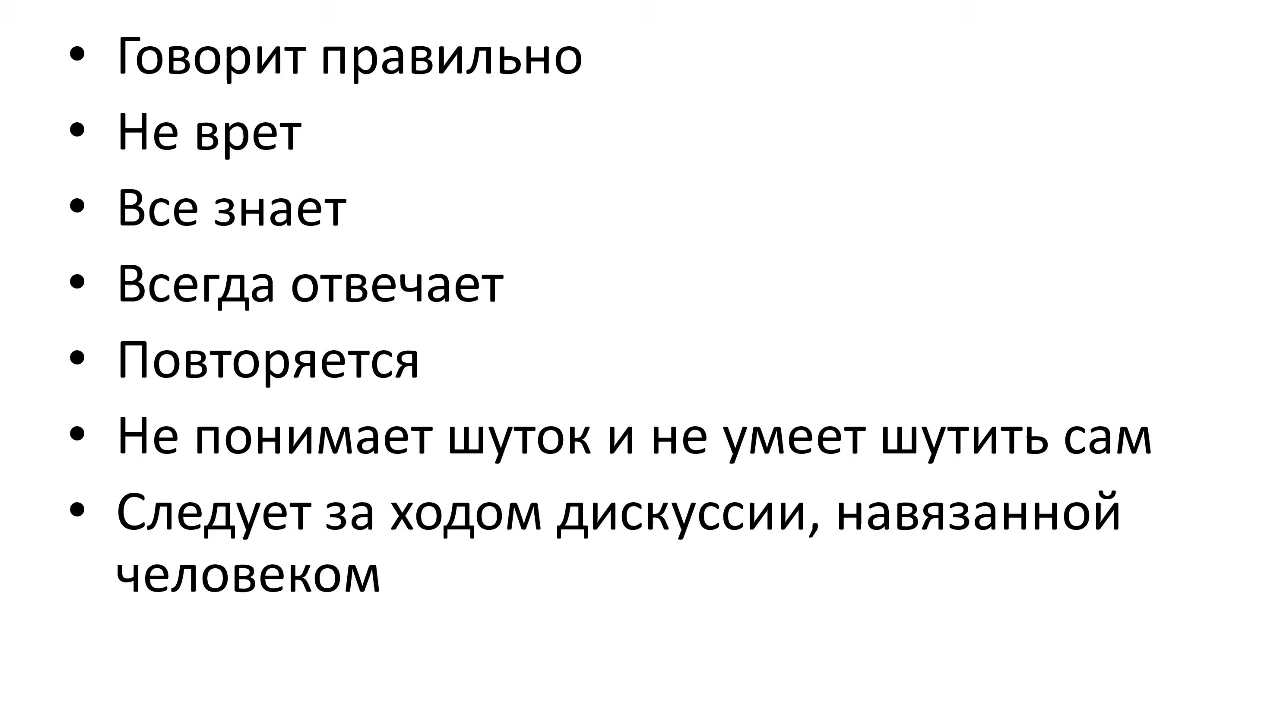 • Говорит правильно
• Не врет
• Все знает
• Всегда отвечает
• Повторяется
• Не понимает шуток и не умеет шутить сам
• Следует за ходом дискуссии, навязанной
человеком